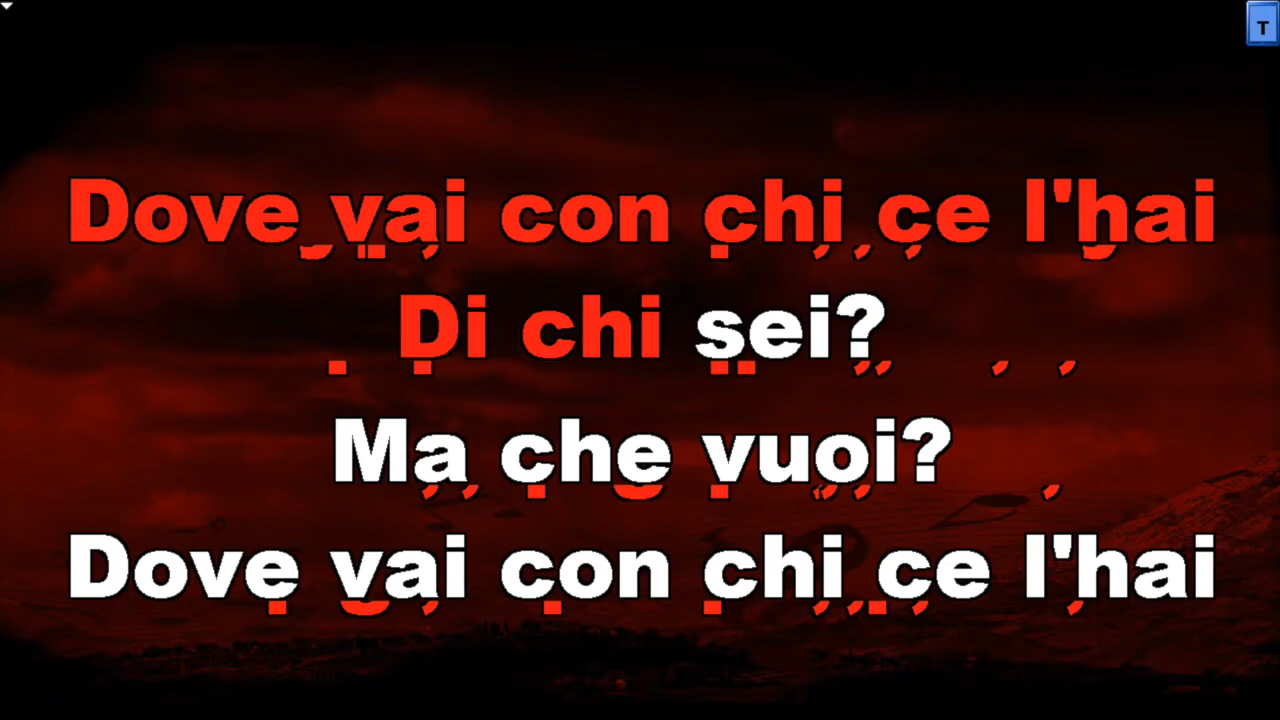 T
Dove vai con chi ce l'hai
Di chi sei?
Ma che vuoi?
Dove vai con chi ce l'hai